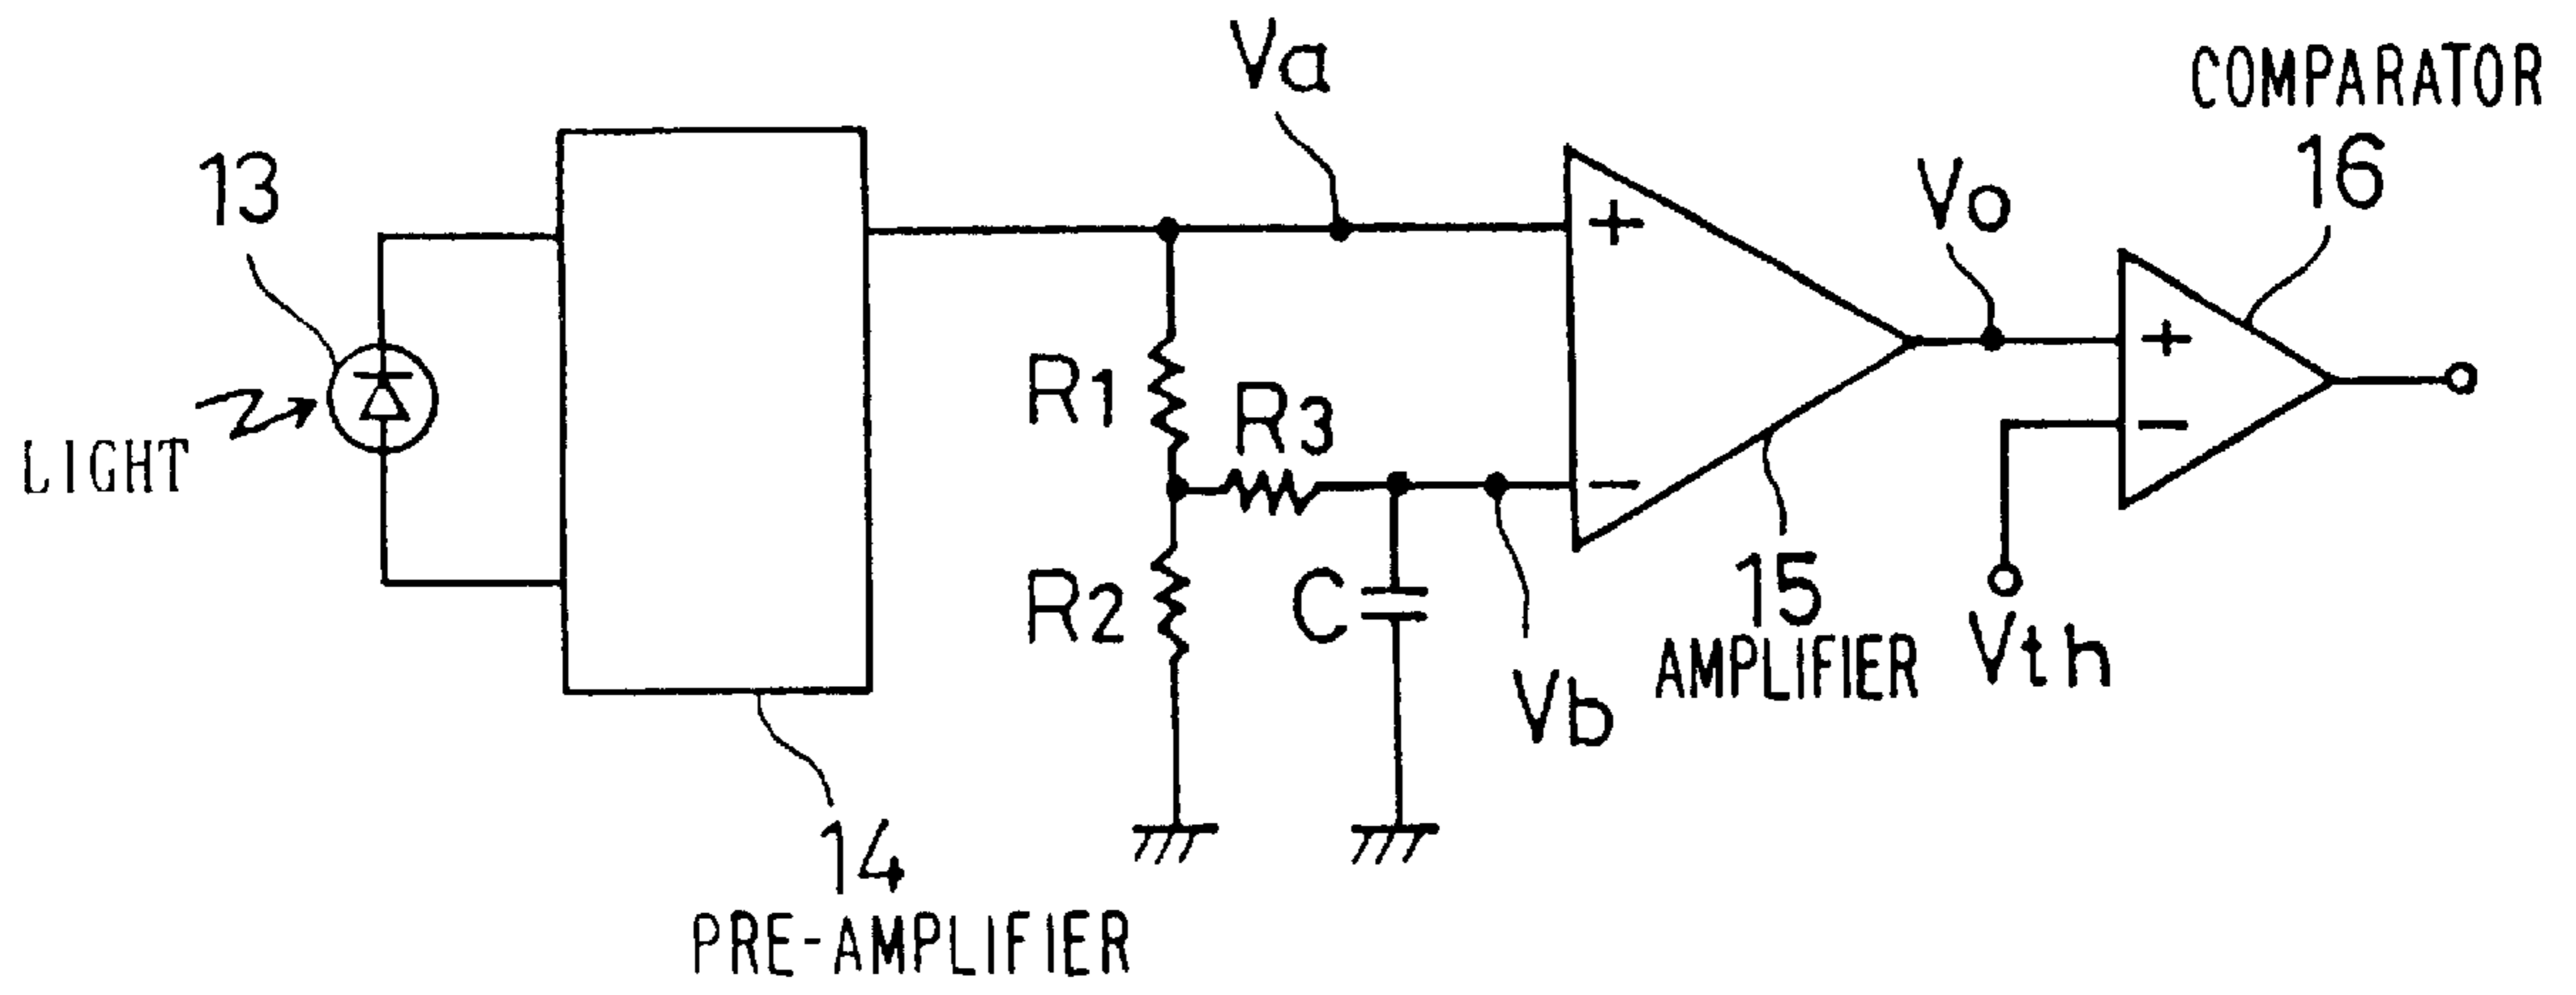 Va
COMPARATOR
16
13
Vo
R1
R3
LIGHT
+
-
+
-
R2
C
15
AMPLIFIER
Vth
Vb
14
PRE-AMPLIFIER